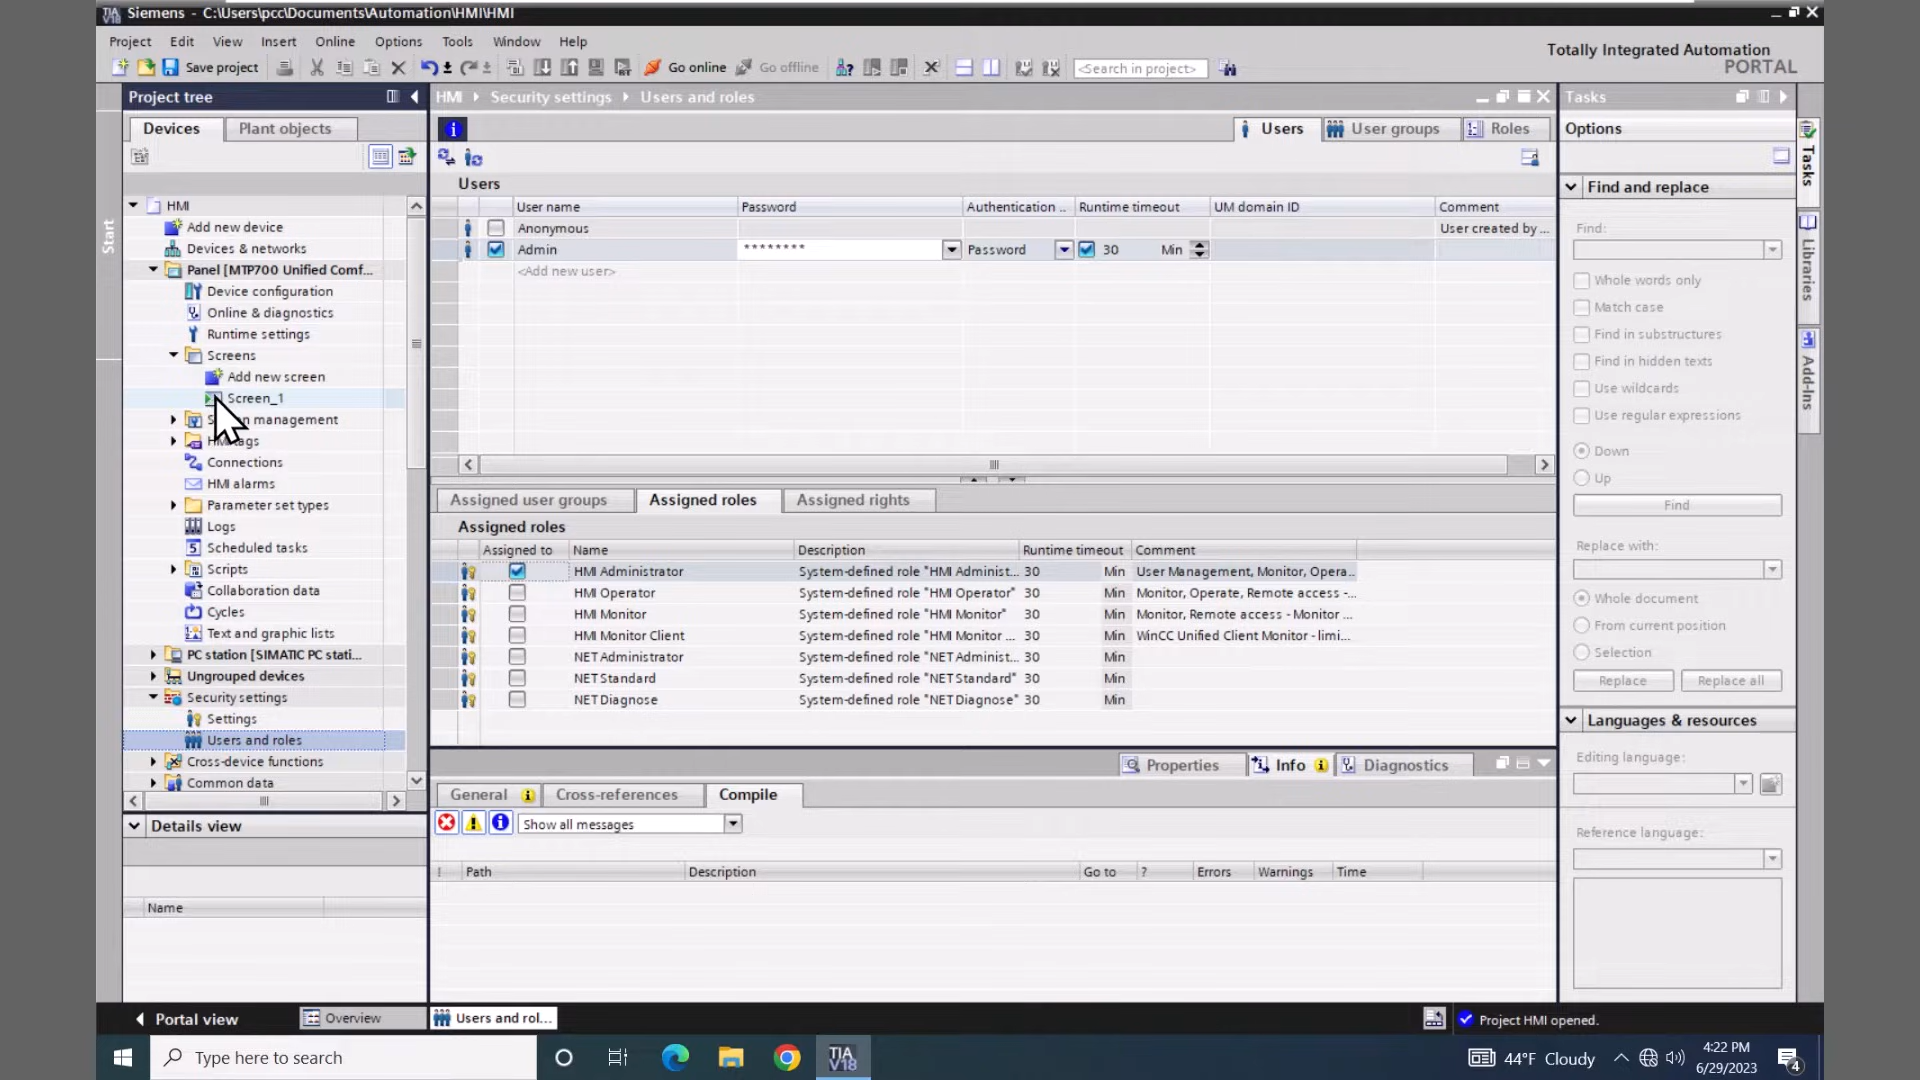 Siemens - C:\Users\pcc\Documents\Automation\HMI\HMI
Project Edit View Insert Online Options Tools Window Help
Totally Integrated Automation
PORTAL
Save project
Go online
Go offline
<Search in project>
Project tree
HMI Security settings Users and roles
Tasks
Devices
Plant objects
Users
User groups
Roles
Options
Start
Tasks
Libraries
Add-Ins
HMI
Add new device
Devices & networks
Panel [MTP700 Unified Comf...
Device configuration
Online & diagnostics
Runtime settings
Screens
Add new screen
Screen_1
management
tags
Connections
HMI alarms
Parameter set types
Logs
Scheduled tasks
Scripts
Collaboration data
Cycles
Text and graphic lists
PC station [SIMATIC PC stati...
Ungrouped devices
Security settings
Settings
Users and roles
Cross-device functions
Common data
Details view
Name
Users
User name Password Authentication .. Runtime timeout UM domain ID Comment
Anonymous User created by ...
Admin ******** Password 30 Min
<Add new user>
Assigned user groups Assigned roles Assigned rights
Assigned roles
Assigned to Name Description Runtime timeout Comment
HMI Administrator System-defined role "HMI Administ... 30 Min User Management, Monitor, Opera..
HMI Operator System-defined role "HMI Operator" 30 Min Monitor, Operate, Remote access -...
HMI Monitor System-defined role "HMI Monitor" 30 Min Monitor, Remote access - Monitor ...
HMI Monitor Client System-defined role "HMI Monitor ... 30 Min WinCC Unified Client Monitor - limi...
NET Administrator System-defined role "NET Administ... 30 Min
NET Standard System-defined role "NET Standard" 30 Min
NET Diagnose System-defined role "NET Diagnose" 30 Min
Properties Info Diagnostics
General Cross-references Compile
Show all messages
! Path Description Go to ? Errors Warnings Time
Find and replace
Find:
Whole words only
Match case
Find in substructures
Find in hidden texts
Use wildcards
Use regular expressions
Down
Up
Find
Replace with:
Whole document
From current position
Selection
Replace
Replace all
Languages & resources
Editing language:
Reference language:
Portal view
Overview
Users and rol...
Project HMI opened.
Type here to search
TIA
V18
44°F Cloudy
4:22 PM
6/29/2023
4